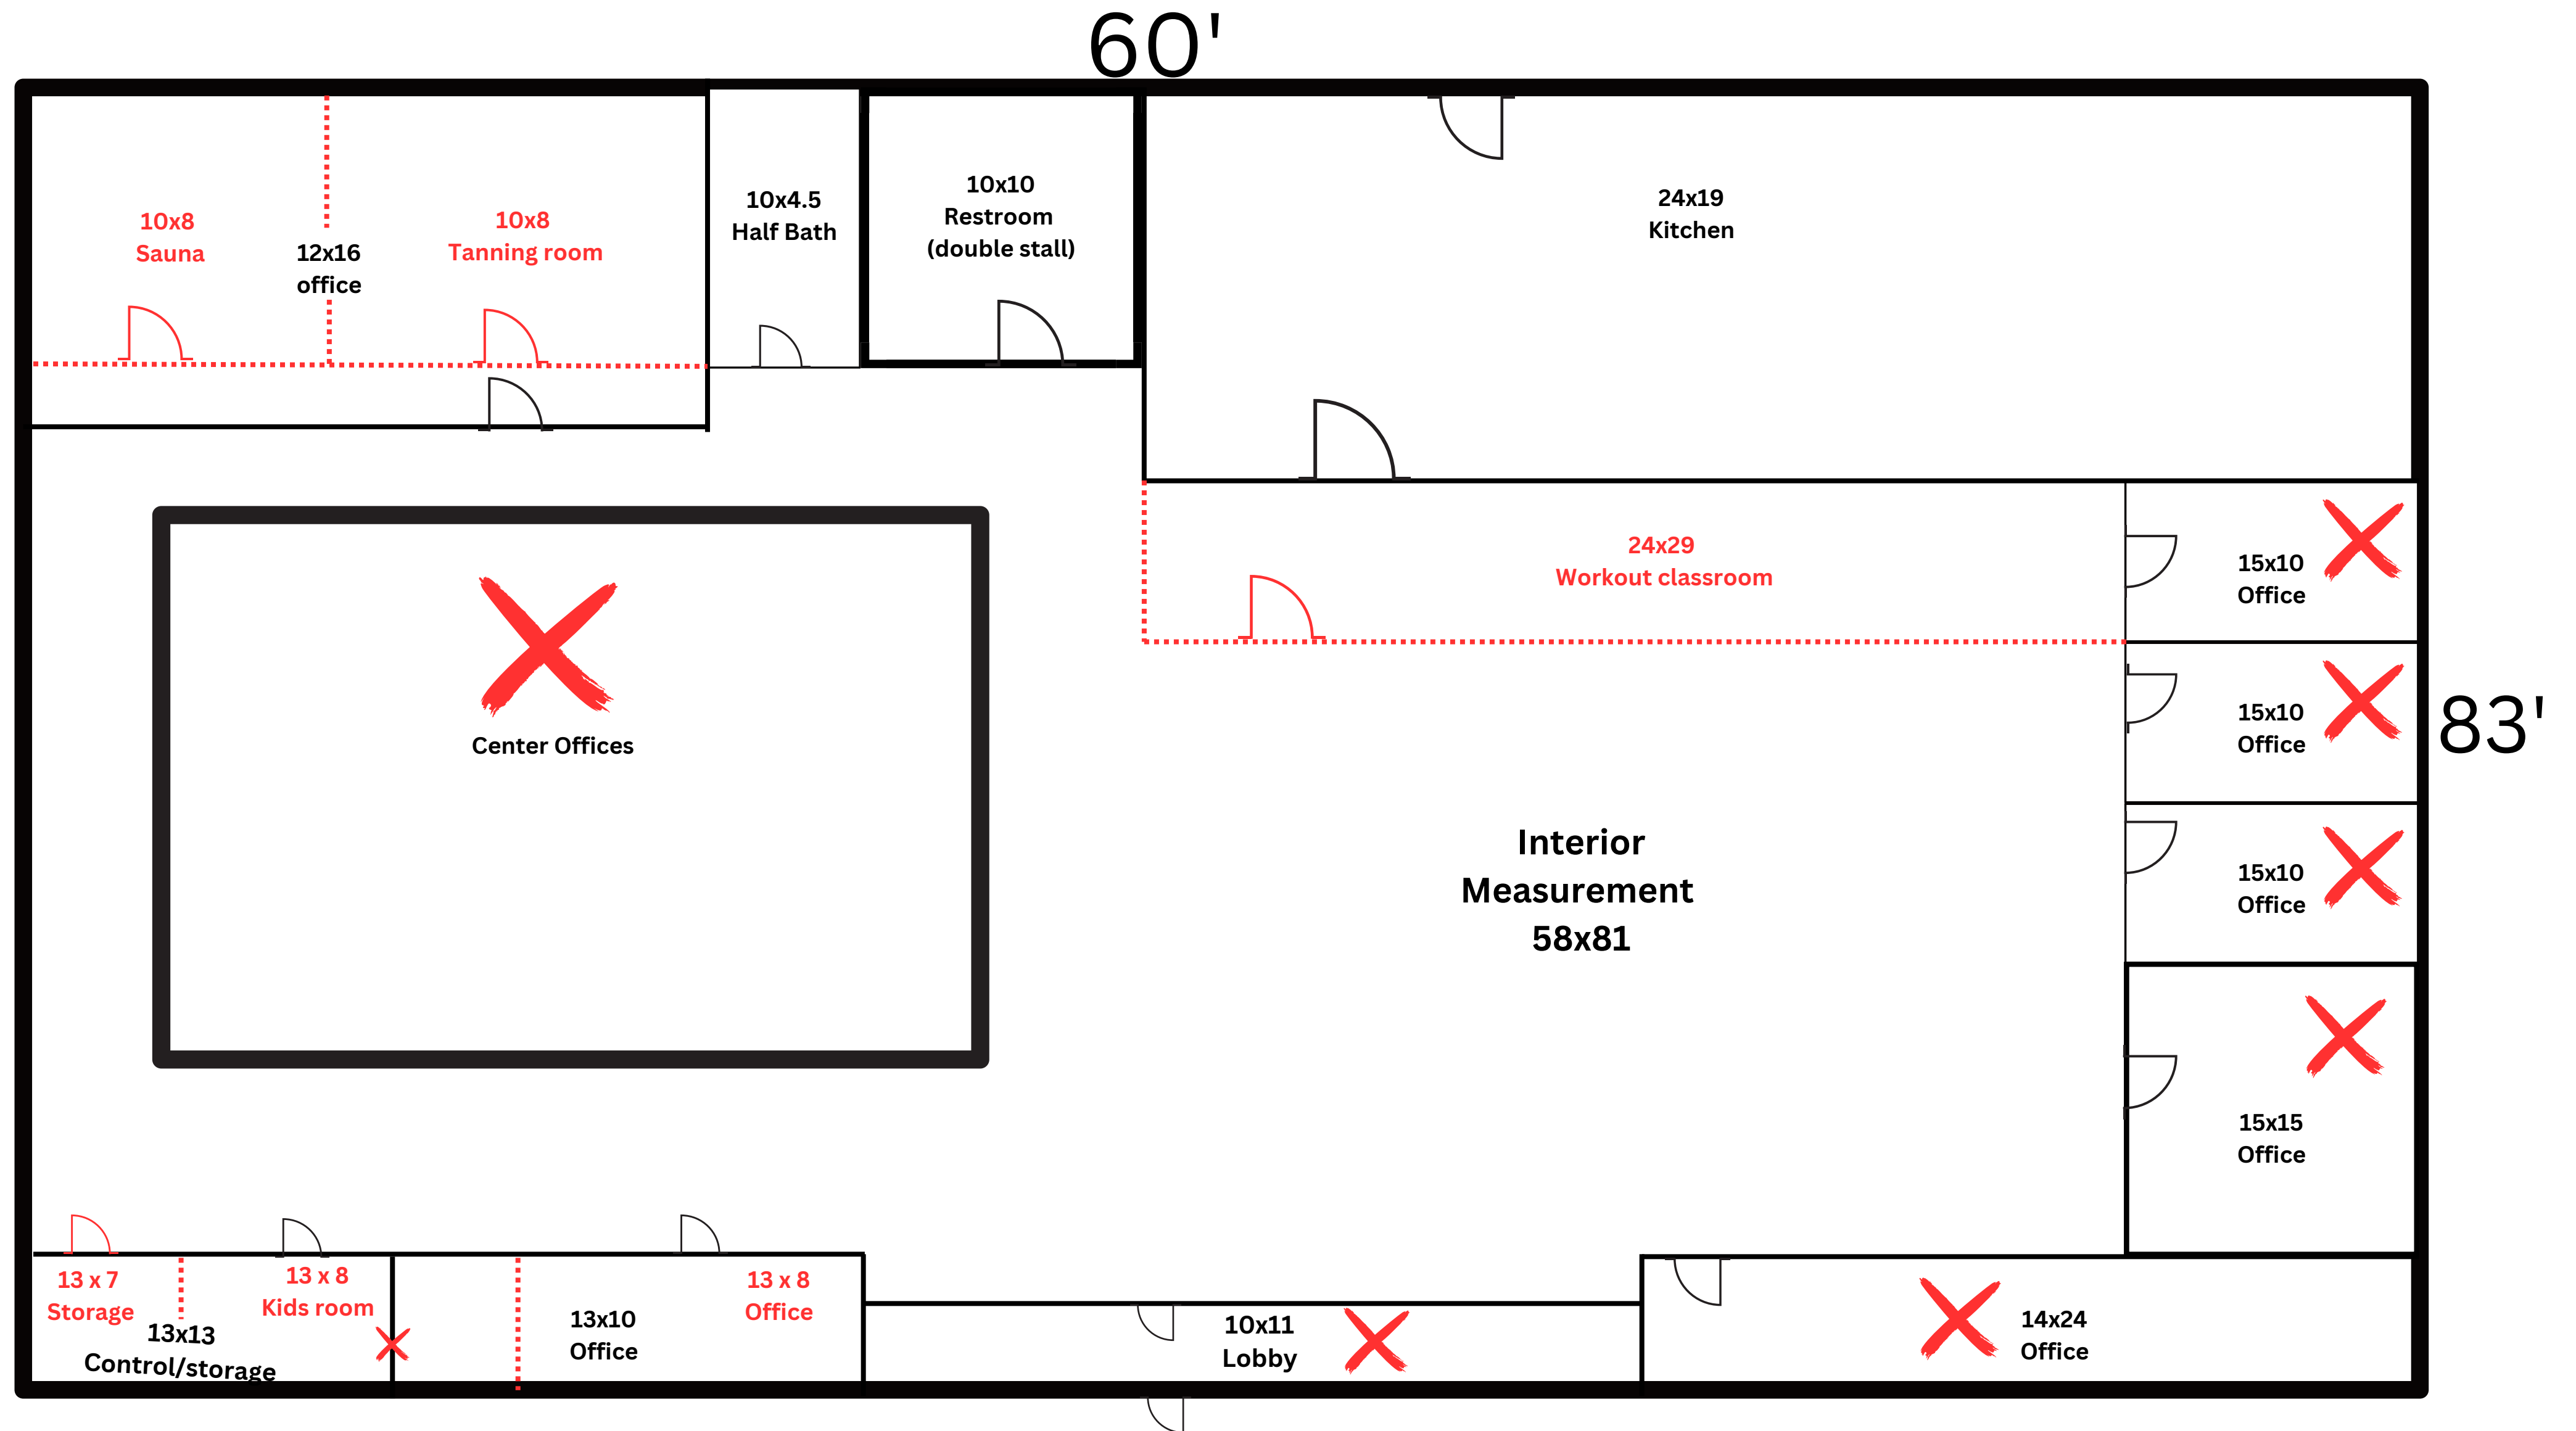 60'
10x8
Sauna
12x16
office
10x8
Tanning room
10x4.5
Half Bath
10x10
Restroom
(double stall)
24x19
Kitchen
24x29
Workout classroom
15x10
Office
Center Offices
15x10
Office
83'
Interior
Measurement
58x81
15x10
Office
15x15
Office
13 x 7
Storage
13x13
Control/storage
13 x 8
Kids room
13x10
Office
13 x 8
Office
10x11
Lobby
14x24
Office